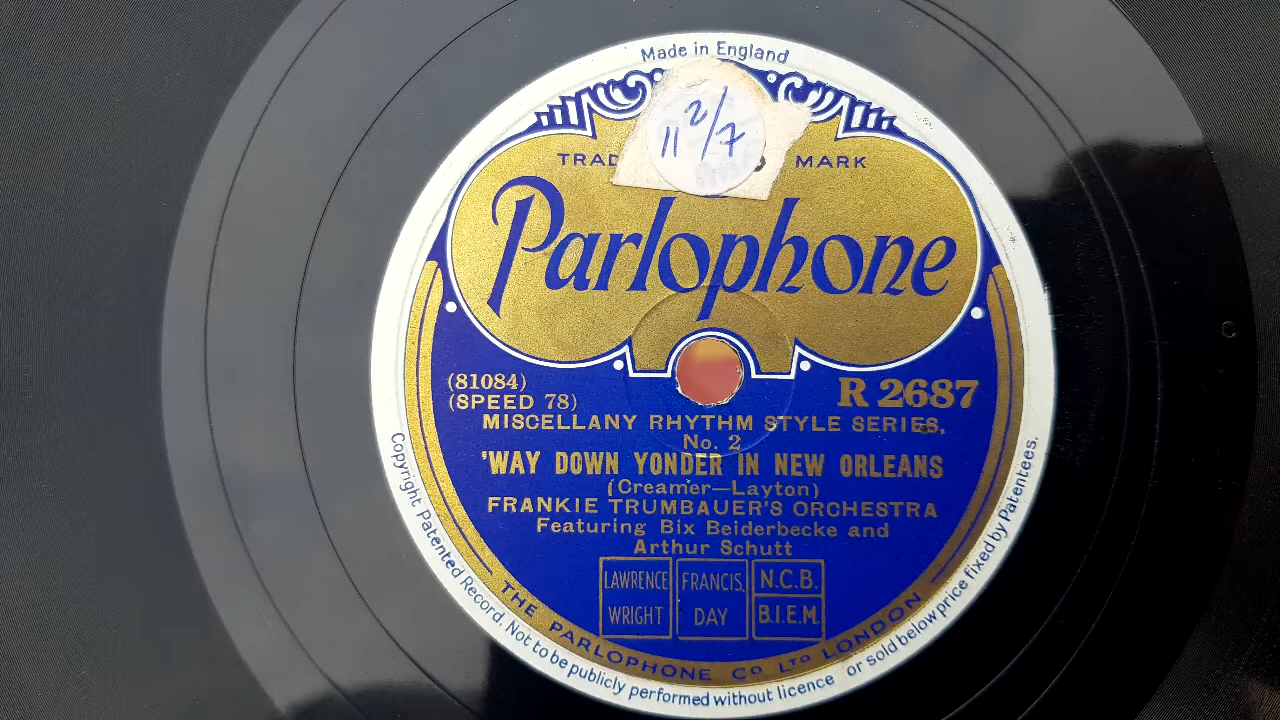 Made in England
11 2/7
TRAD MARK
Parlophone
(81084)
(SPEED 78)
R 2687
MISCELLANY RHYTHM STYLE SERIES,
No. 2
'WAY DOWN YONDER IN NEW ORLEANS
(Creamer—Layton)
FRANKIE TRUMBAUER'S ORCHESTRA
Featuring Bix Beiderbecke and
Arthur Schutt
LAWRENCE WRIGHT
FRANCIS, DAY
N.C.B.
B.I.E.M.
THE PARLOPHONE Co LTD LONDON
Copyright. Patented Record. Not to be publicly performed without licence or sold below price fixed by Patentees.